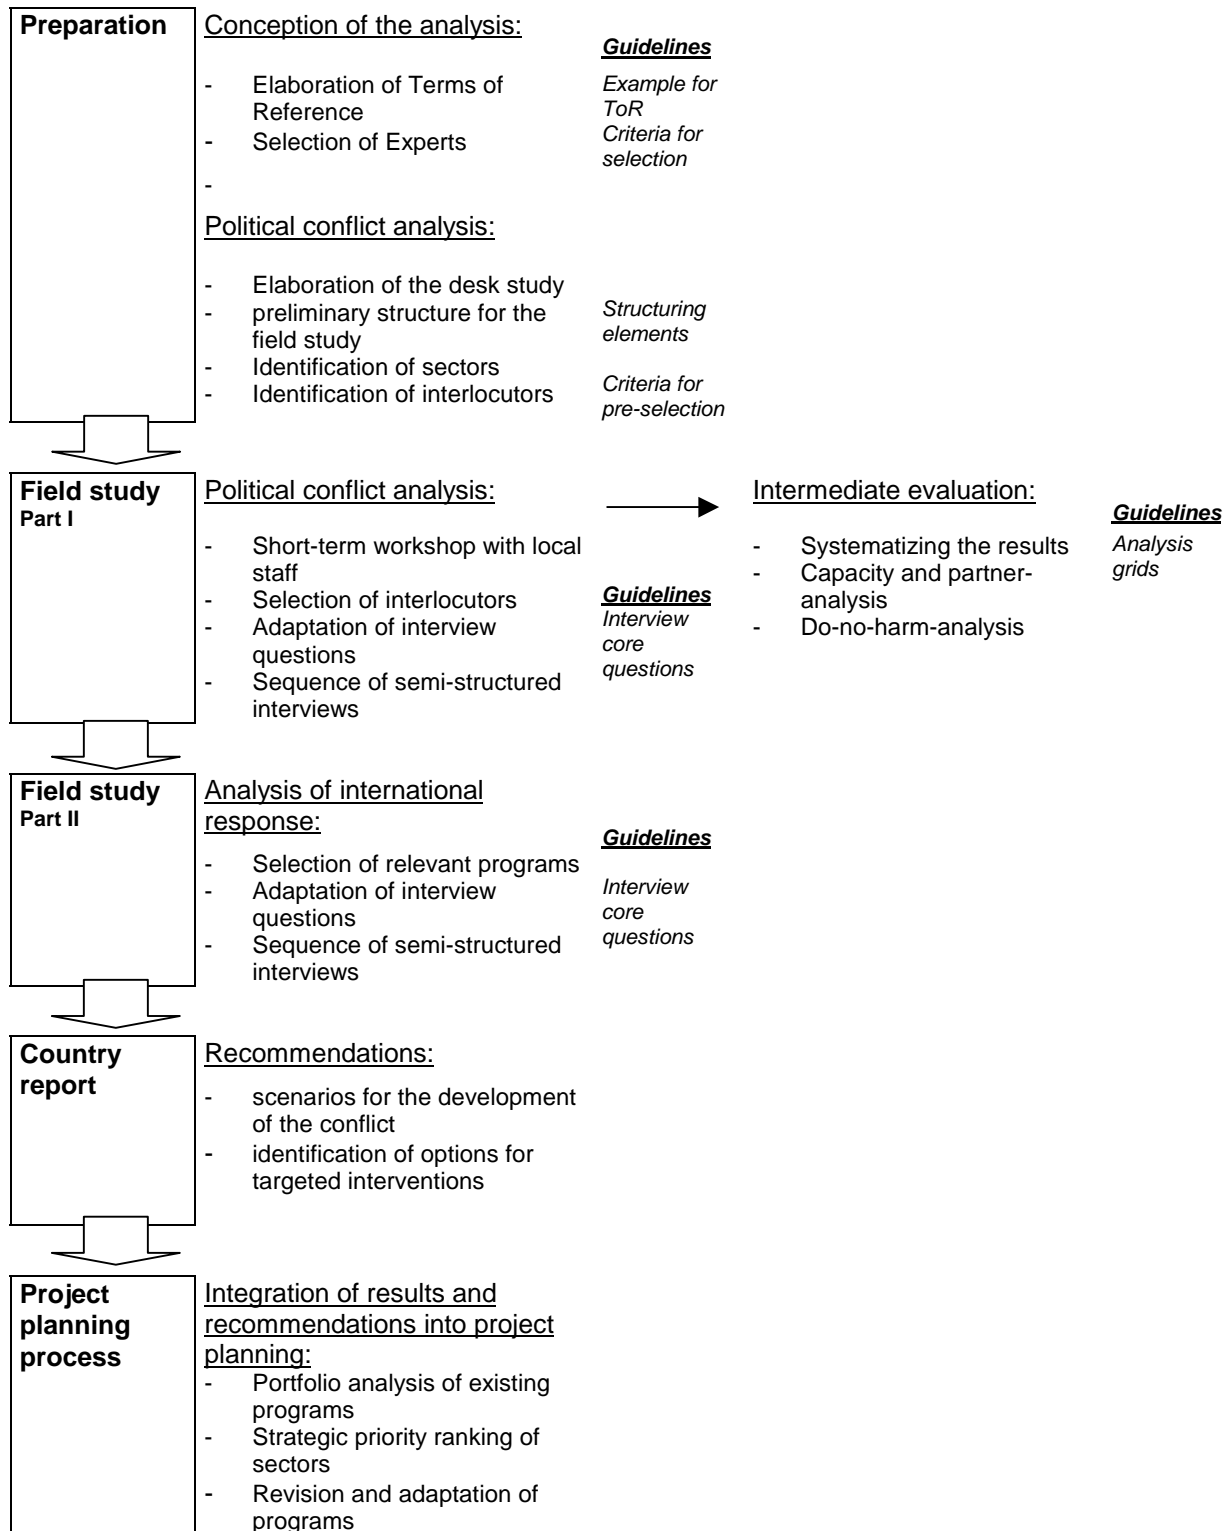 Preparation
Conception of the analysis:
Guidelines
- Elaboration of Terms of
Reference
- Selection of Experts
-
Example for
ToR
Criteria for
selection
Political conflict analysis:
- Elaboration of the desk study
- preliminary structure for the
field study
- Identification of sectors
- Identification of interlocutors
Structuring
elements
Criteria for
pre-selection
Field study
Part I
Political conflict analysis:
- Short-term workshop with local
staff
- Selection of interlocutors
- Adaptation of interview
questions
- Sequence of semi-structured
interviews
Guidelines
Interview
core
questions
Intermediate evaluation:
- Systematizing the results
- Capacity and partner-
analysis
- Do-no-harm-analysis
Guidelines
Analysis
grids
Field study
Part II
Analysis of international
response:
- Selection of relevant programs
- Adaptation of interview
questions
- Sequence of semi-structured
interviews
Guidelines
Interview
core
questions
Country
report
Recommendations:
- scenarios for the development
of the conflict
- identification of options for
targeted interventions
Project
planning
process
Integration of results and
recommendations into project
planning:
- Portfolio analysis of existing
programs
- Strategic priority ranking of
sectors
- Revision and adaptation of
programs